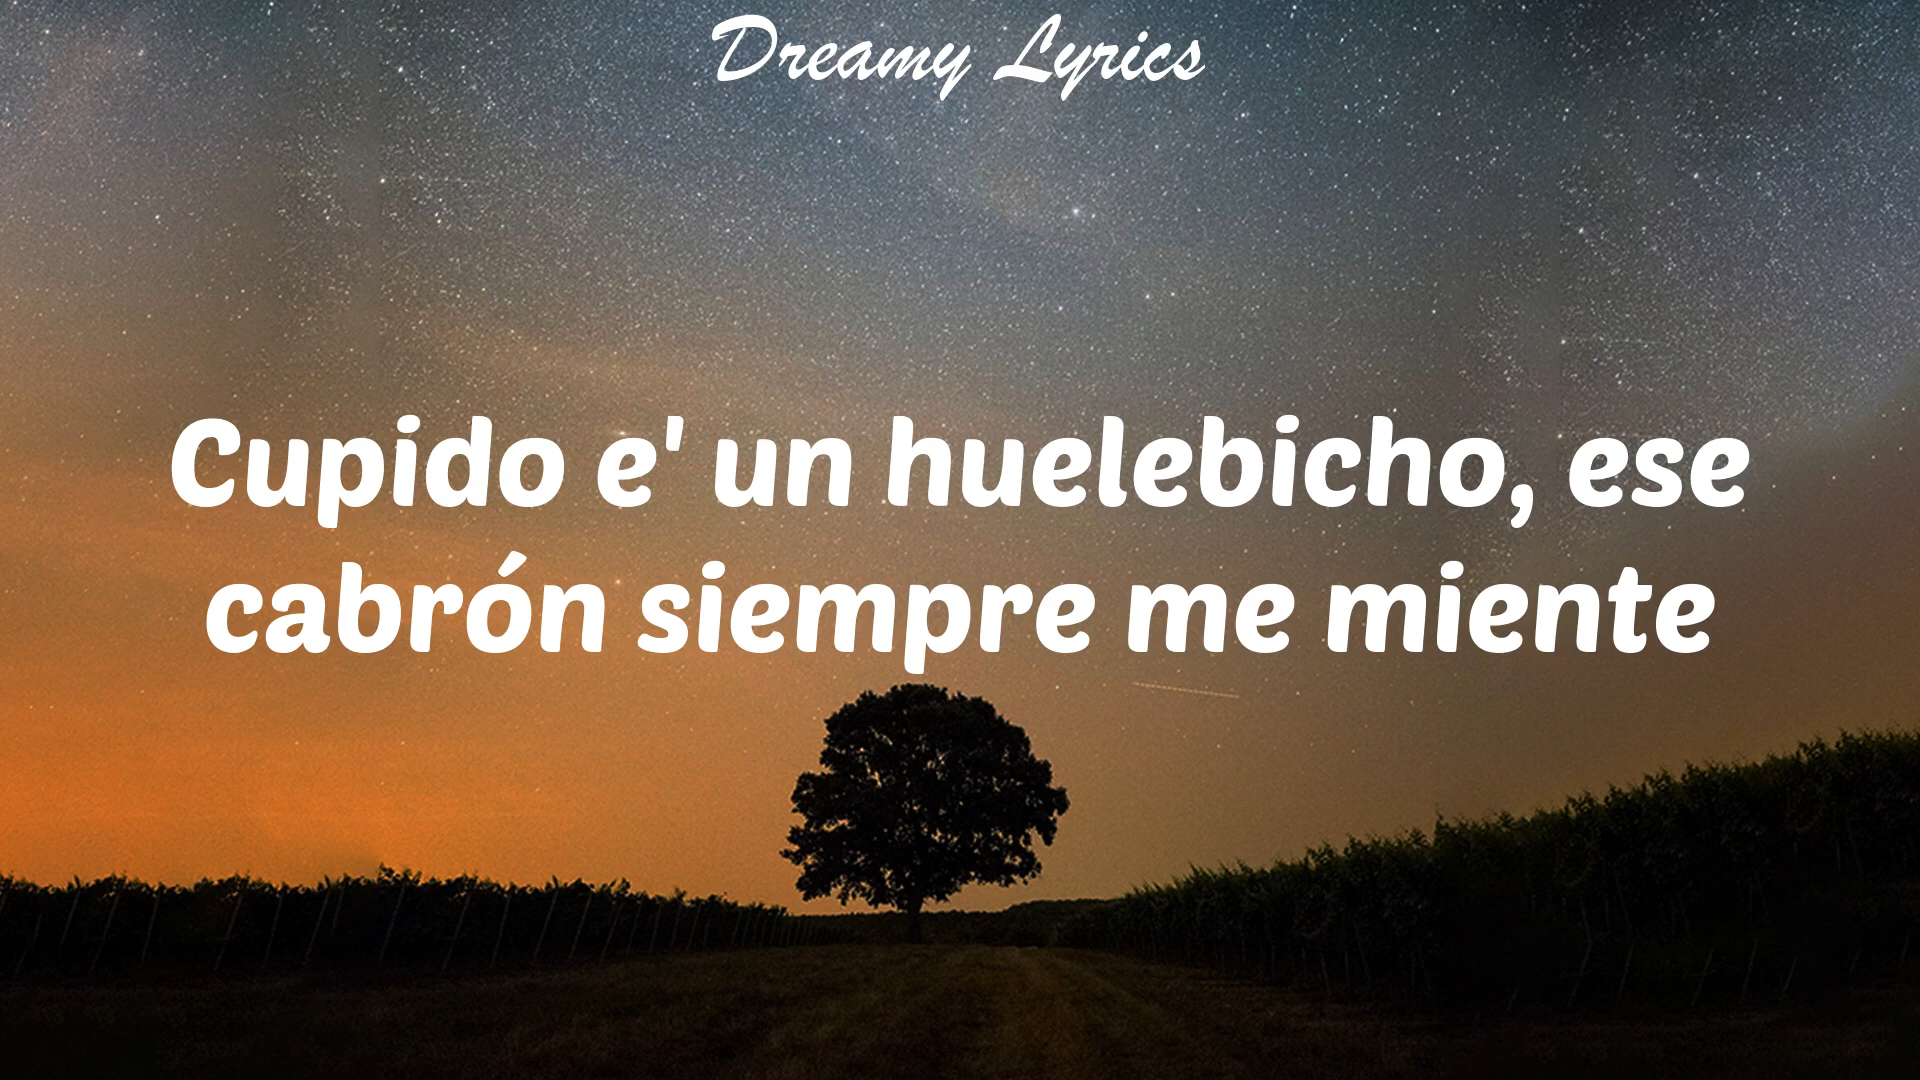 Dreamy Lyrics
Cupido e' un huelebicho, ese
cabrón siempre me miente